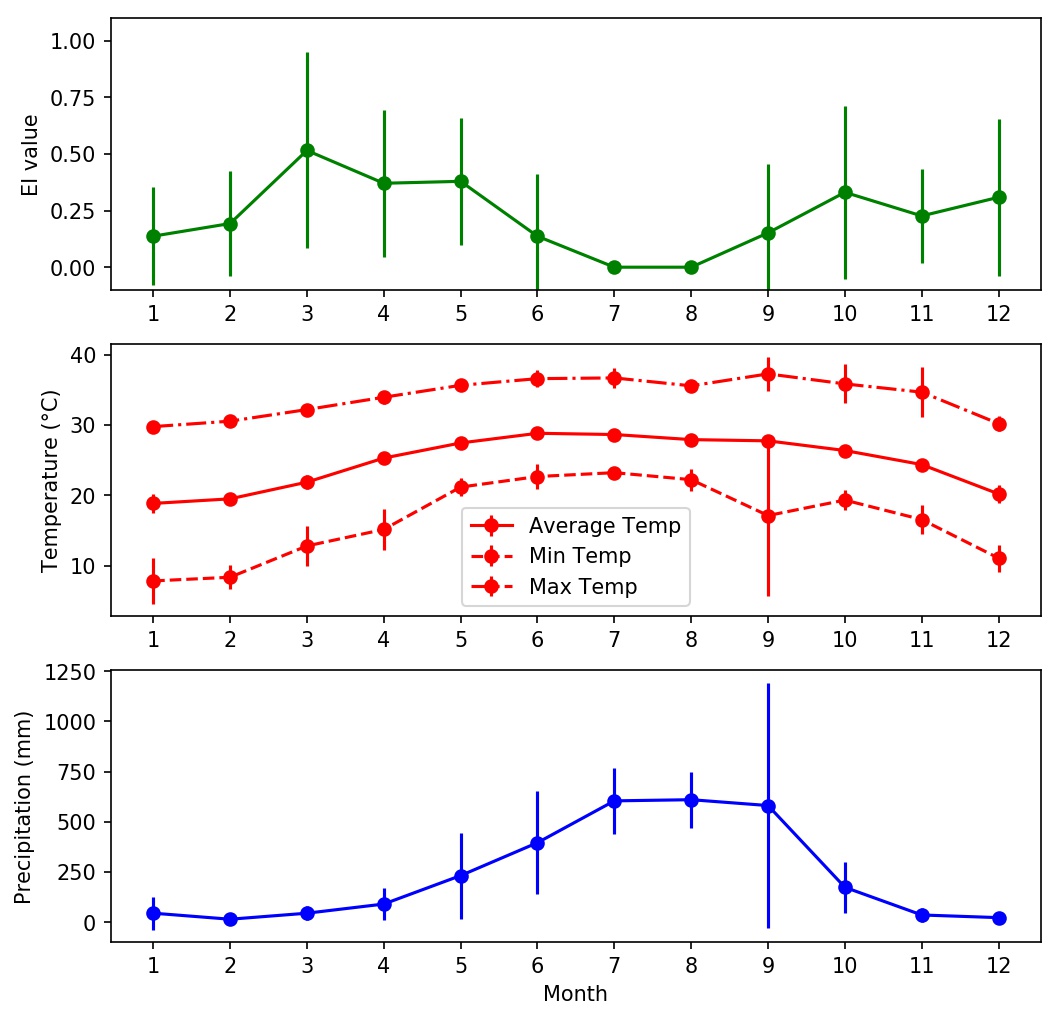 EI value
1.00
0.75
0.50
0.25
0.00
1 2 3 4 5 6 7 8 9 10 11 12
Temperature (°C)
40
30
20
10
Average Temp
Min Temp
Max Temp
1 2 3 4 5 6 7 8 9 10 11 12
Precipitation (mm)
1250
1000
750
500
250
0
1 2 3 4 5 6 7 8 9 10 11 12
Month